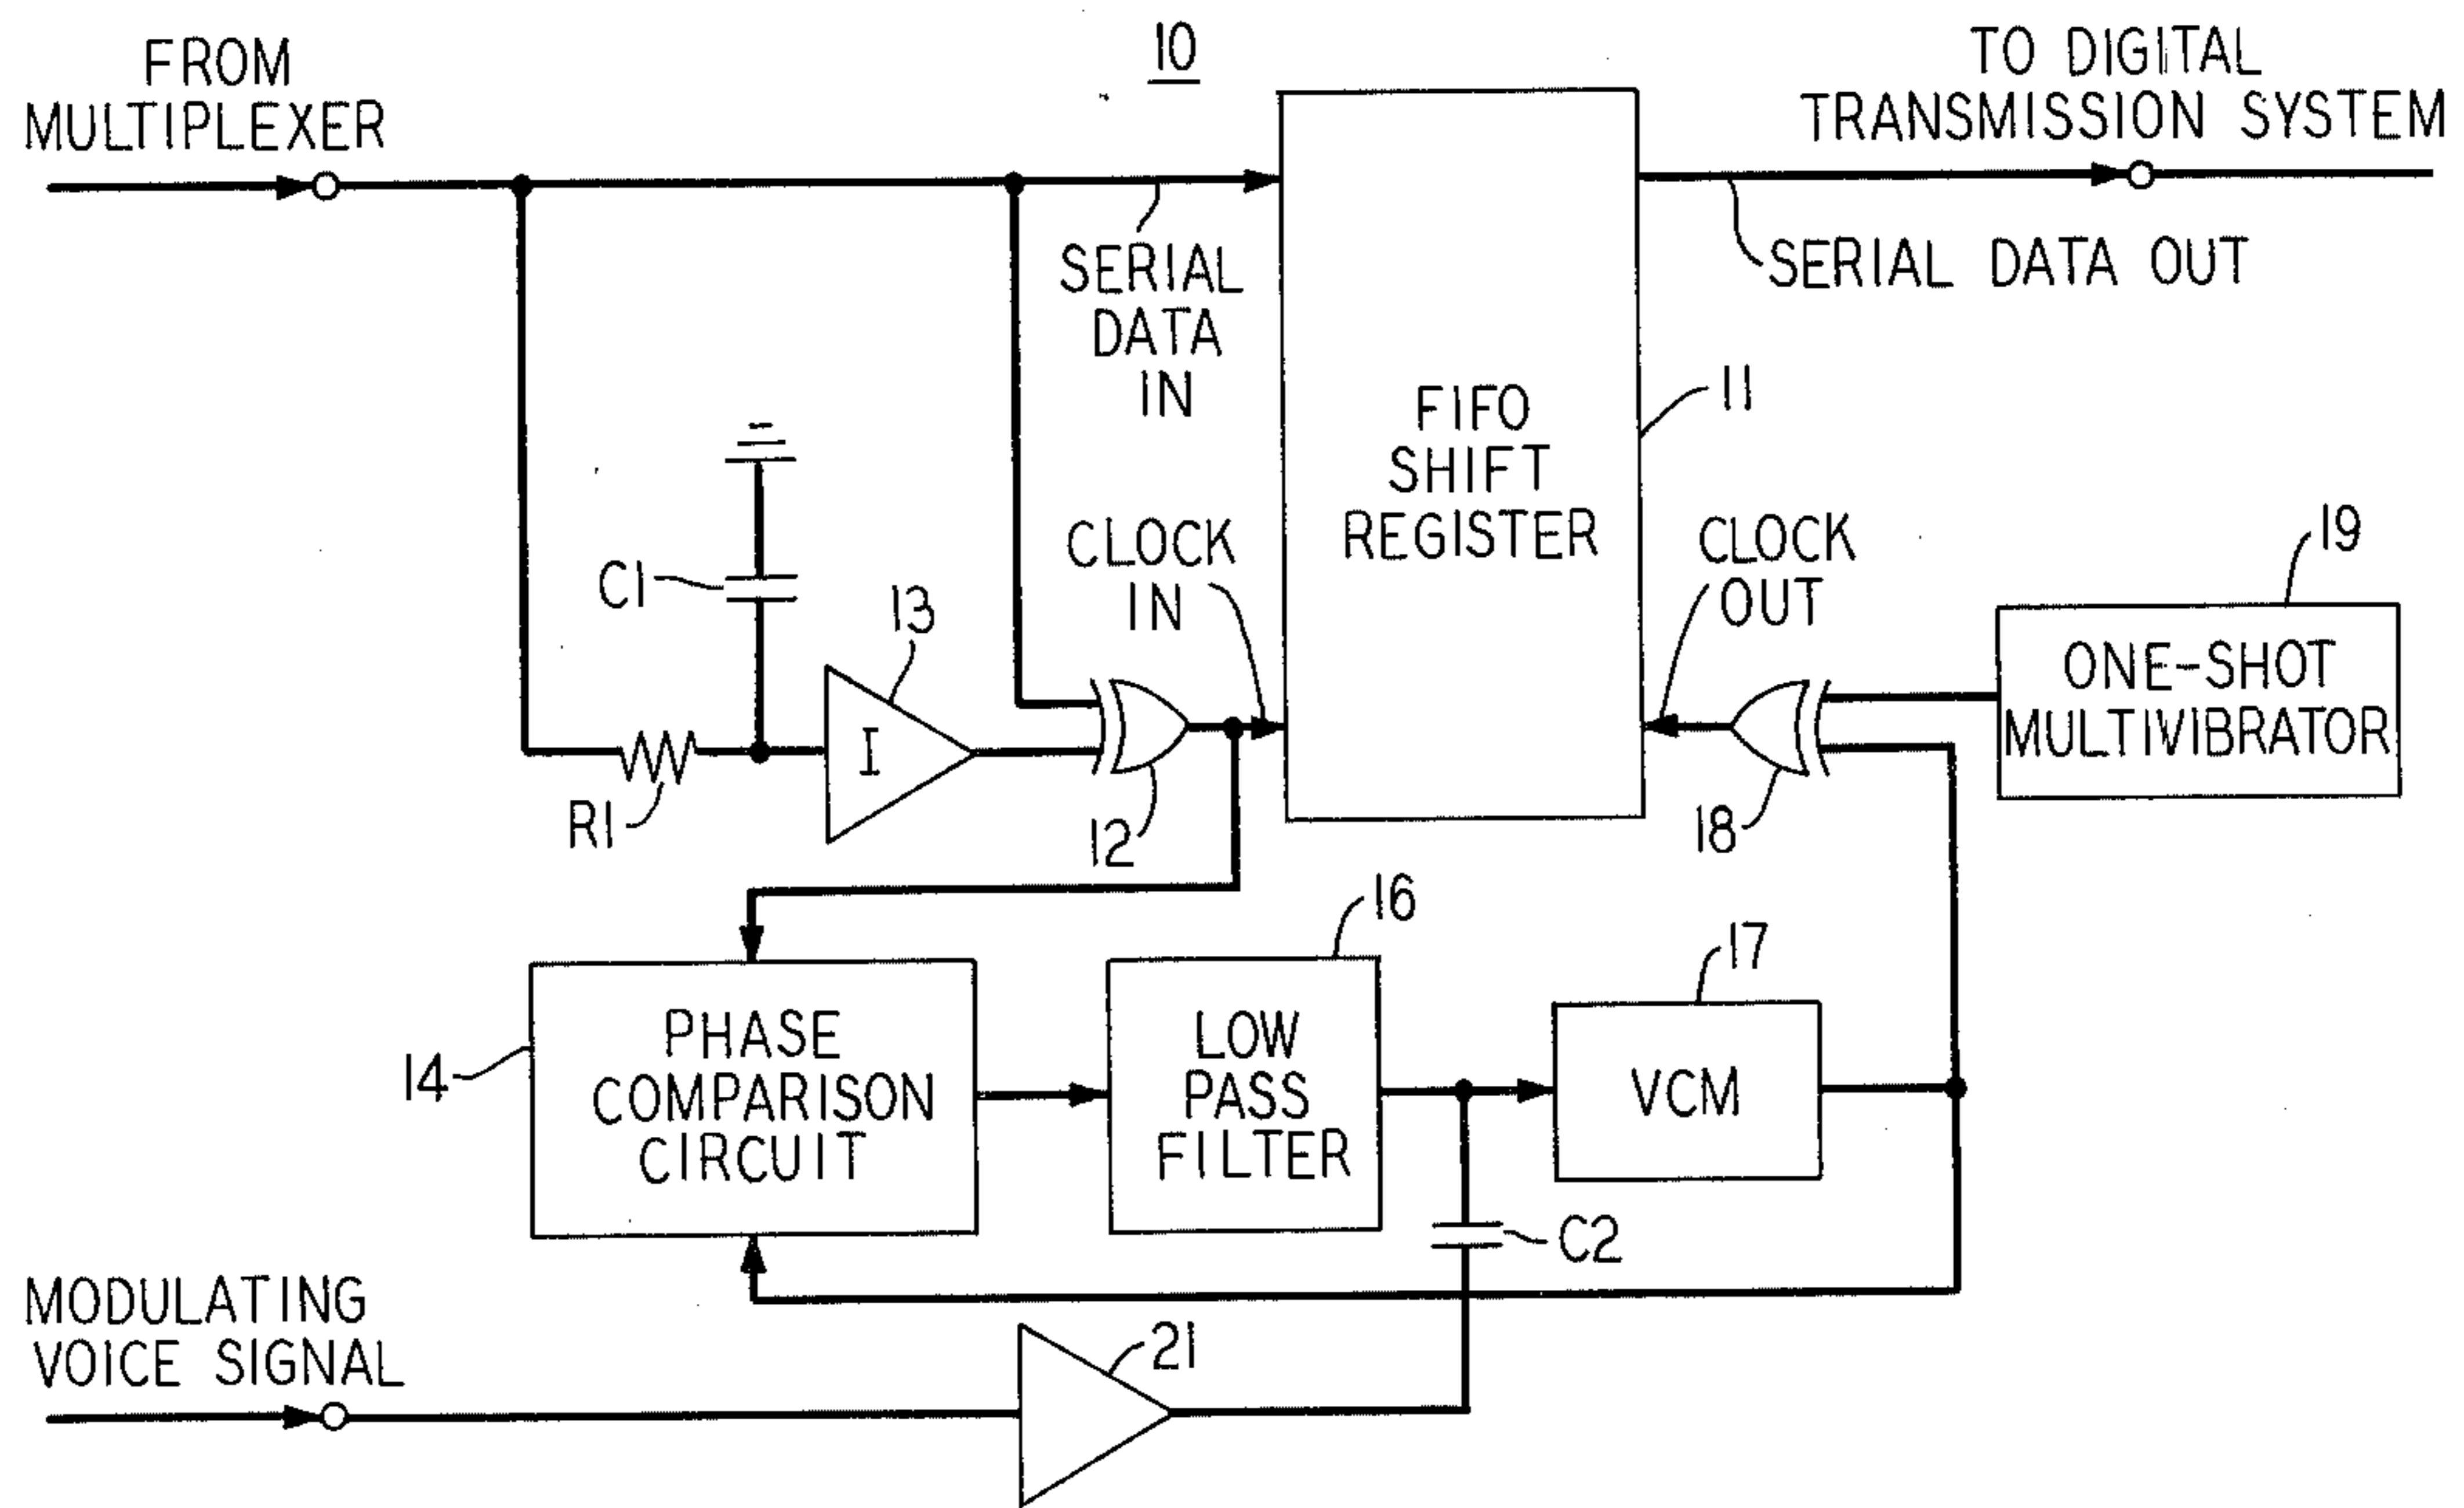 10
FROM
MULTIPLEXER
TO DIGITAL
TRANSMISSION SYSTEM
SERIAL
DATA
IN
SERIAL DATA OUT
FIFO
SHIFT
REGISTER
11
C1
13
CLOCK
IN
CLOCK
OUT
19
ONE-SHOT
MULTIVIBRATOR
I
R1
12
18
16
17
14
PHASE
COMPARISON
CIRCUIT
LOW
PASS
FILTER
VCM
C2
MODULATING
VOICE SIGNAL
21